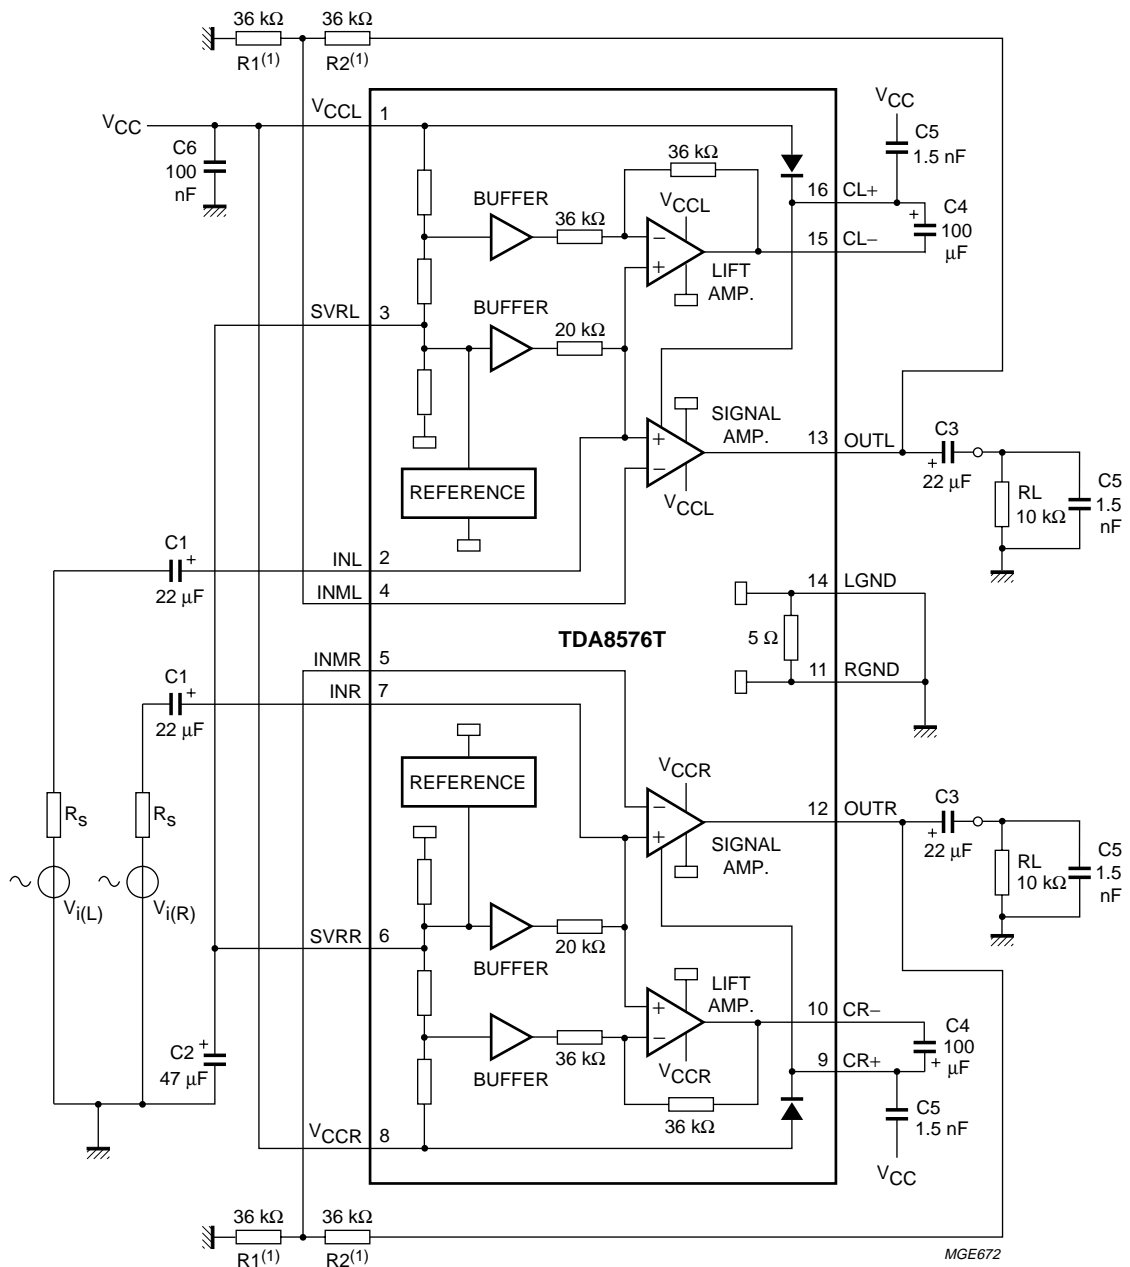 36 kΩ 36 kΩ
R1(1) R2(1)
VCC
VCCL 1
C6
100
nF
VCC
C5
1.5 nF
36 kΩ
BUFFER
36 kΩ
VCCL
−
+
LIFT
AMP.
16 CL+
15 CL−
+ C4
100
μF
SVRL 3
BUFFER
20 kΩ
SIGNAL
AMP.
+
−
VCCL
13 OUTL
C3
+
22 μF
RL
10 kΩ
C5
1.5
nF
REFERENCE
C1
+
22 μF
INL 2
INML 4
14 LGND
5 Ω
TDA8576T
11 RGND
INMR 5
INR 7
C1
+
22 μF
REFERENCE
VCCR
−
+
SIGNAL
AMP.
12 OUTR
C3
+
22 μF
RL
10 kΩ
C5
1.5
nF
Rs
Rs
Vi(L)
Vi(R)
SVRR 6
BUFFER
20 kΩ
LIFT
AMP.
+
−
VCCR
BUFFER
36 kΩ
36 kΩ
10 CR−
9 CR+
C4
100
+ μF
C5
1.5 nF
VCC
C2 +
47 μF
VCCR 8
36 kΩ 36 kΩ
R1(1) R2(1)
MGE672